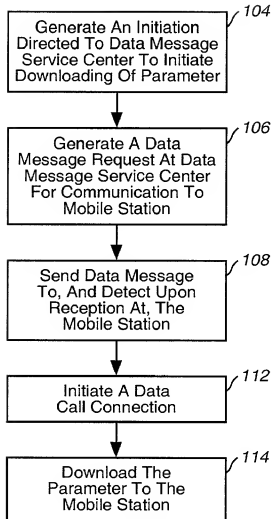 104
Generate An Initiation
Directed To Data Message
Service Center To Initiate
Downloading Of Parameter
106
Generate A Data
Message Request At Data
Message Service Center
For Communication To
Mobile Station
108
Send Data Message
To, And Detect Upon
Reception At, The
Mobile Station
112
Initiate A Data
Call Connection
114
Download The
Parameter To The
Mobile Station